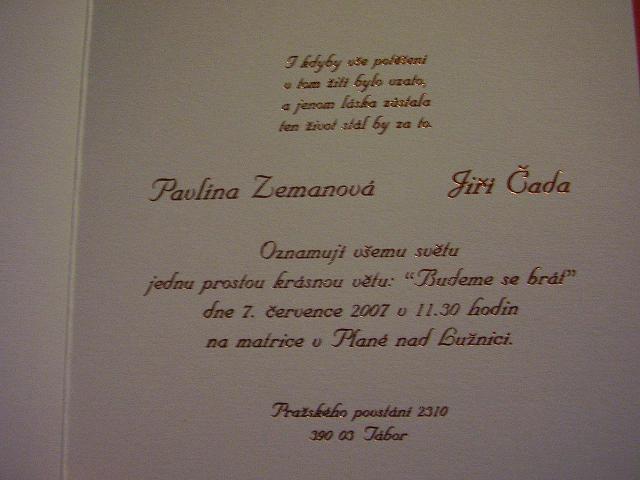 I kdyby vše potěšení
v tom žití bylo vzato,
a jenom láska zůstala
ten život stál by za to.
Pavlína Zemanová Jiří Čada
Oznamují všemu světu
jednu prostou krásnou větu: “Budeme se brát”
dne 7. července 2007 v 11.30 hodin
na matrice v Plané nad Lužnicí.
Pražského povstání 2310
390 03 Tábor